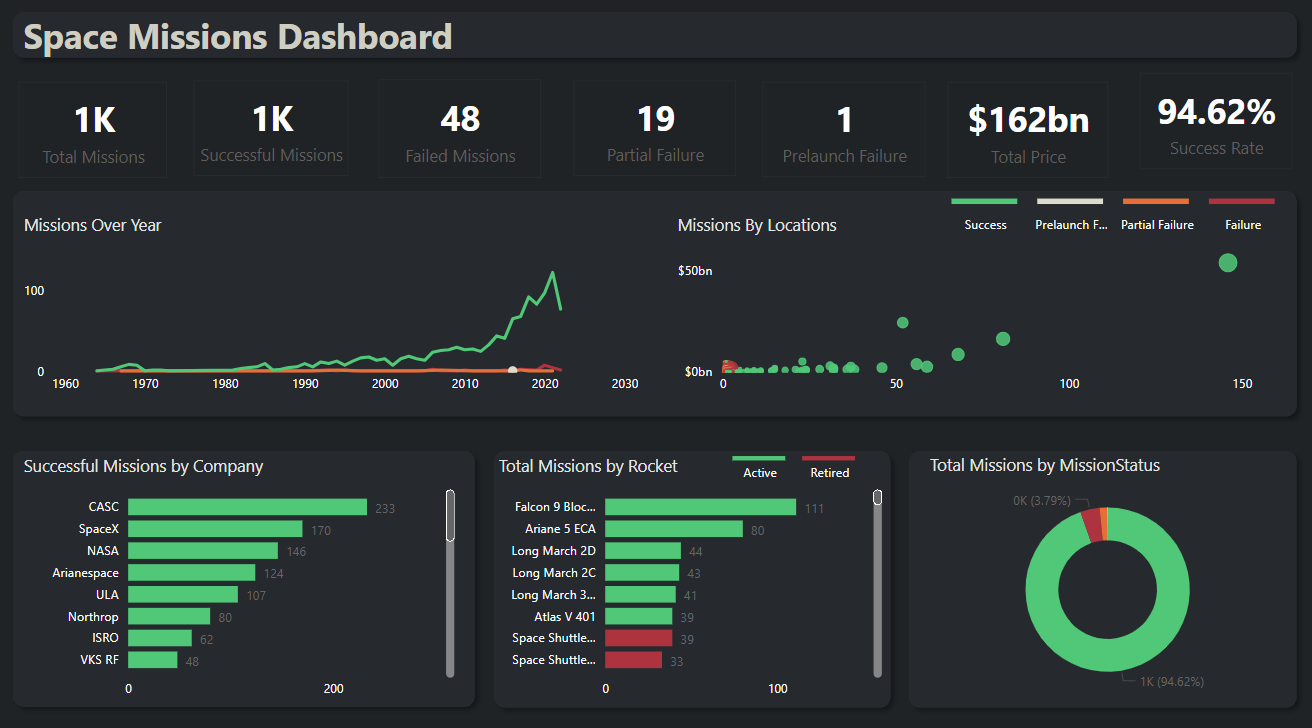 Space Missions Dashboard
1K
Total Missions
1K
Successful Missions
48
Failed Missions
19
Partial Failure
1
Prelaunch Failure
$162bn
Total Price
94.62%
Success Rate
Missions Over Year
100
0
1960 1970 1980 1990 2000 2010 2020 2030
Missions By Locations
Success Prelaunch F... Partial Failure Failure
$50bn
$0bn
0 50 100 150
Successful Missions by Company
CASC 233
SpaceX 170
NASA 146
Arianespace 124
ULA 107
Northrop 80
ISRO 62
VKS RF 48
0 200
Total Missions by Rocket
Active Retired
Falcon 9 Bloc... 111
Ariane 5 ECA 80
Long March 2D 44
Long March 2C 43
Long March 3... 41
Atlas V 401 39
Space Shuttle... 39
Space Shuttle... 33
0 100
Total Missions by MissionStatus
0K (3.79%)
1K (94.62%)